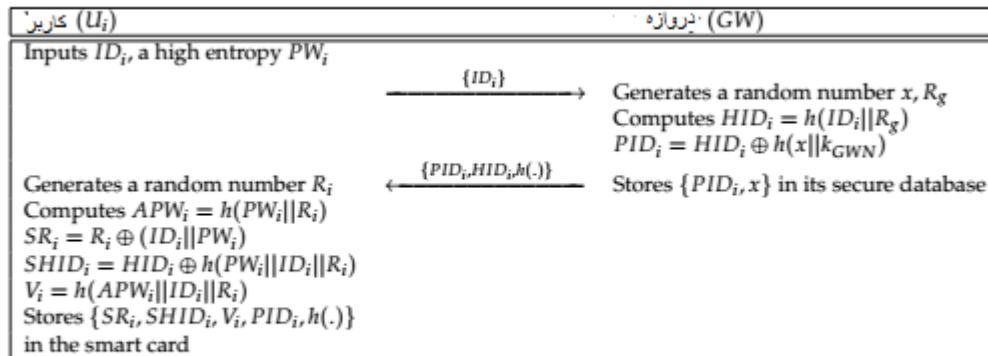 کاربر (U_i)
دروازه (GW)
Inputs ID_i, a high entropy PW_i
{ID_i}
Generates a random number x, R_g
Computes HID_i = h(ID_i||R_g)
PID_i = HID_i ⊕ h(x||k_GWN)
{PID_i,HID_i,h(.)}
Stores {PID_i, x} in its secure database
Generates a random number R_i
Computes APW_i = h(PW_i||R_i)
SR_i = R_i ⊕ (ID_i||PW_i)
SHID_i = HID_i ⊕ h(PW_i||ID_i||R_i)
V_i = h(APW_i||ID_i||R_i)
Stores {SR_i, SHID_i, V_i, PID_i, h(.)}
in the smart card